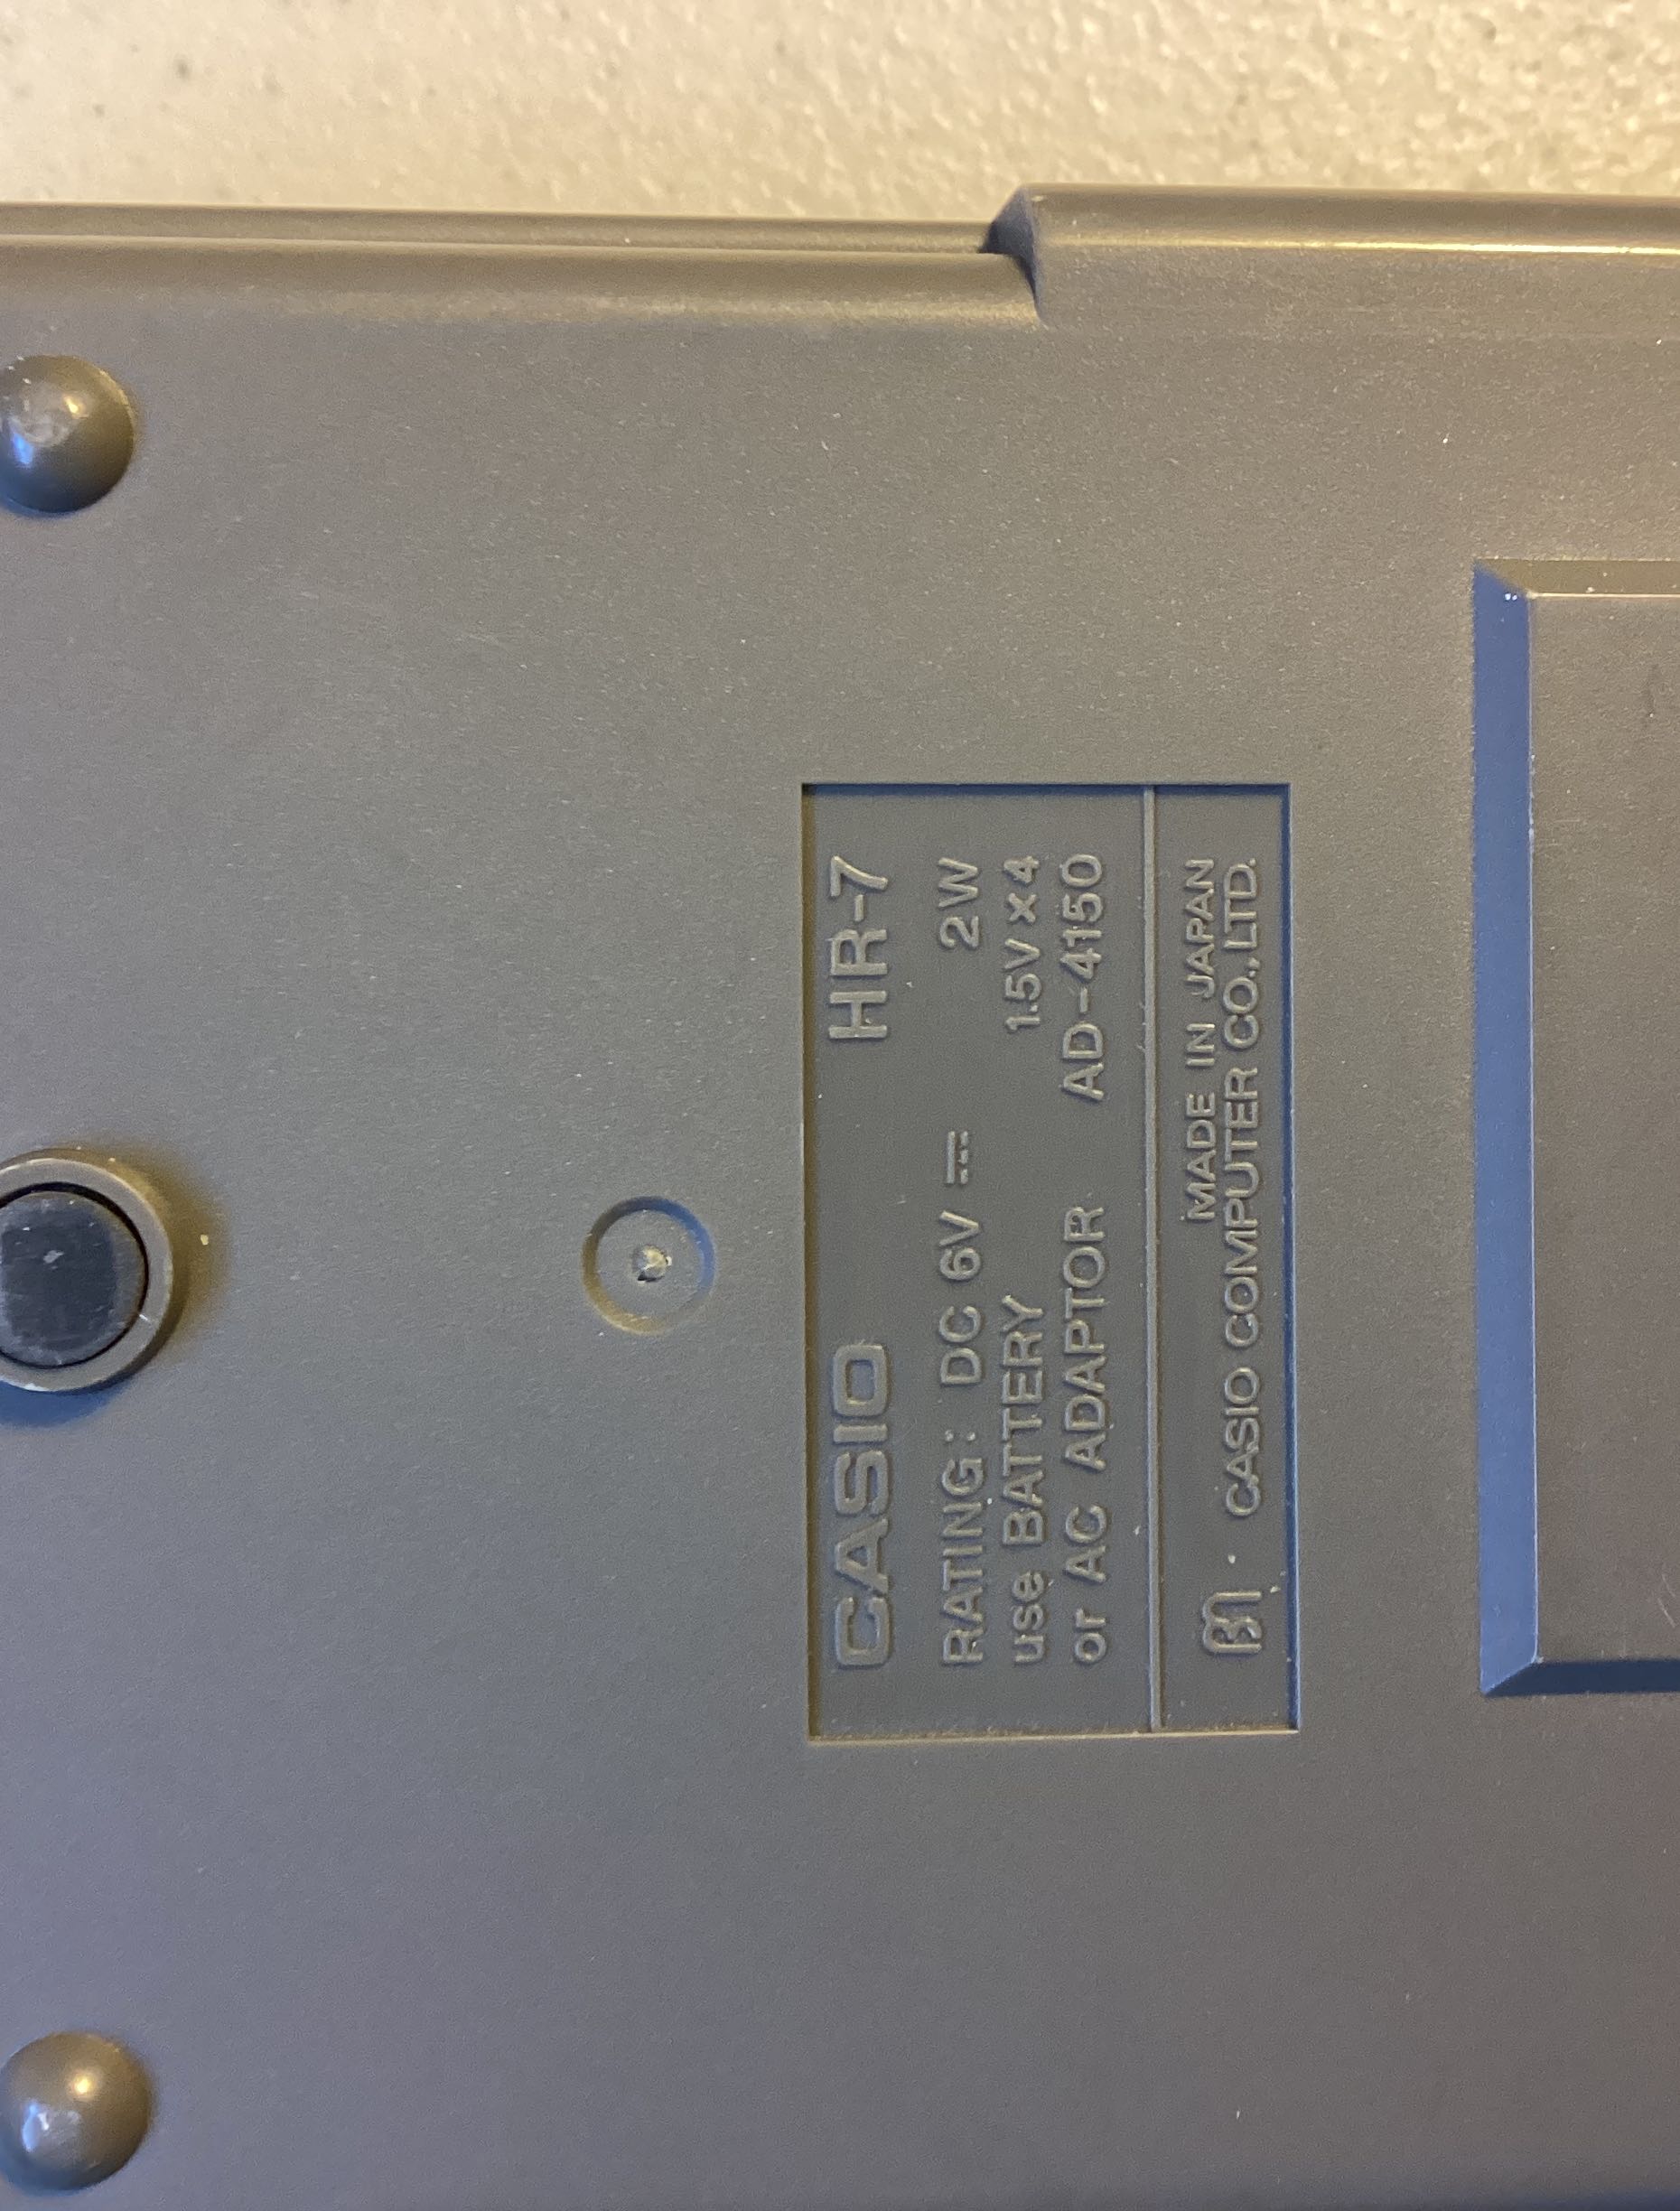 CASIO HR-7
RATING: DC 6V ⎓ 2W
use BATTERY 1.5V×4
or AC ADAPTOR AD-4150
MADE IN JAPAN
CASIO COMPUTER CO.,LTD.